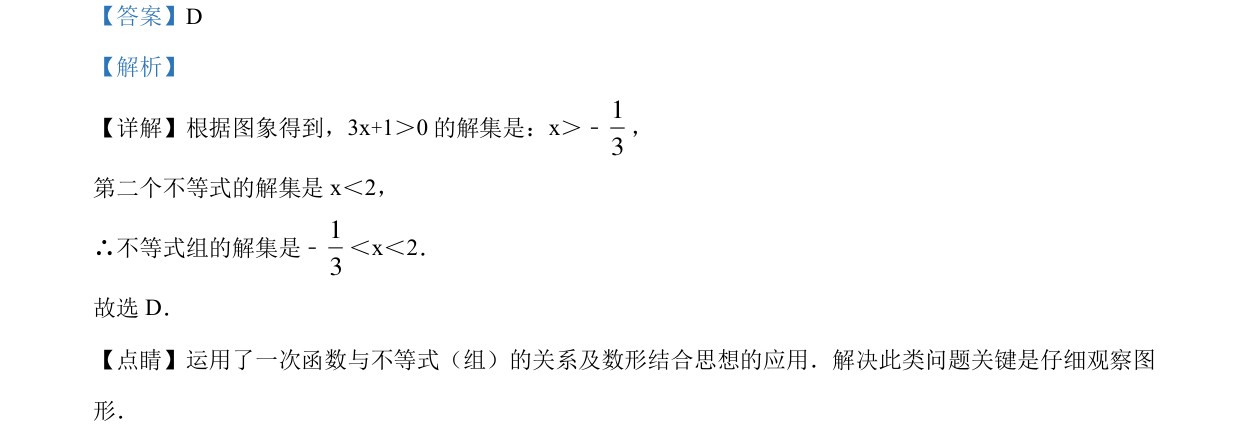 【答案】D
【解析】
【详解】根据图象得到，3x+1＞0 的解集是：x＞﹣1/3，
第二个不等式的解集是 x＜2，
∴不等式组的解集是﹣1/3＜x＜2．
故选 D．
【点睛】运用了一次函数与不等式（组）的关系及数形结合思想的应用．解决此类问题关键是仔细观察图
形．